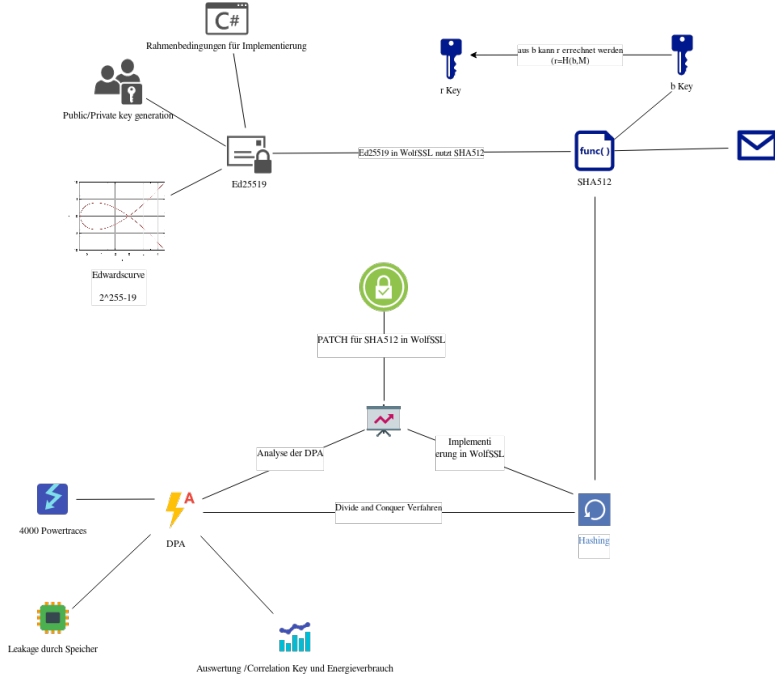 C#
Rahmenbedingungen für Implementierung
aus b kann r errechnet werden
(r=H(b,M)
r Key
b Key
Public/Private key generation
Ed25519 in WolfSSL nutzt SHA512
func( )
Ed25519
SHA512
Edwardscurve
2^255-19
PATCH für SHA512 in WolfSSL
Analyse der DPA
Implementi
erung in WolfSSL
A
Divide and Conquer Verfahren
4000 Powertraces
DPA
Hashing
Leakage durch Speicher
Auswertung /Correlation Key und Energieverbrauch